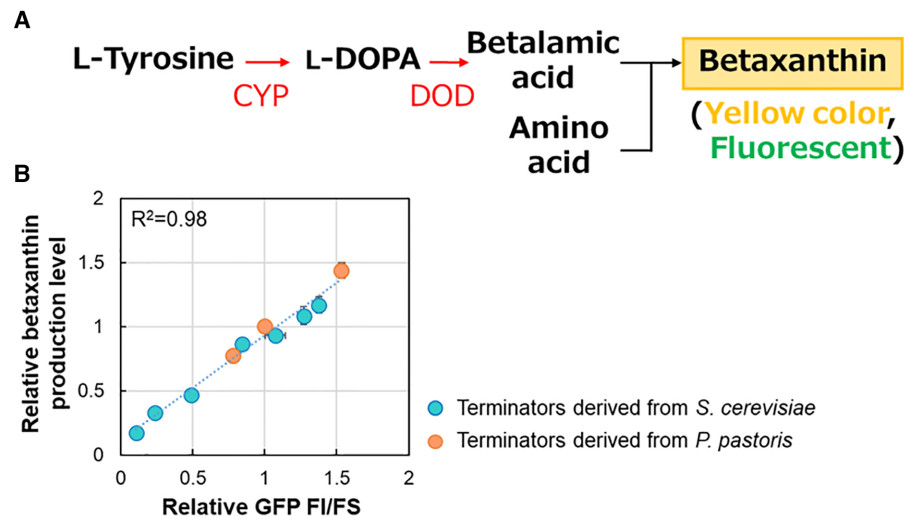 A
L-Tyrosine
CYP
L-DOPA
DOD
Betalamic
acid
Amino
acid
Betaxanthin
(Yellow color,
Fluorescent)
B
Relative betaxanthin
production level
2
1.5
1
0.5
0
R²=0.98
0 0.5 1 1.5 2
Relative GFP FI/FS
Terminators derived from S. cerevisiae
Terminators derived from P. pastoris